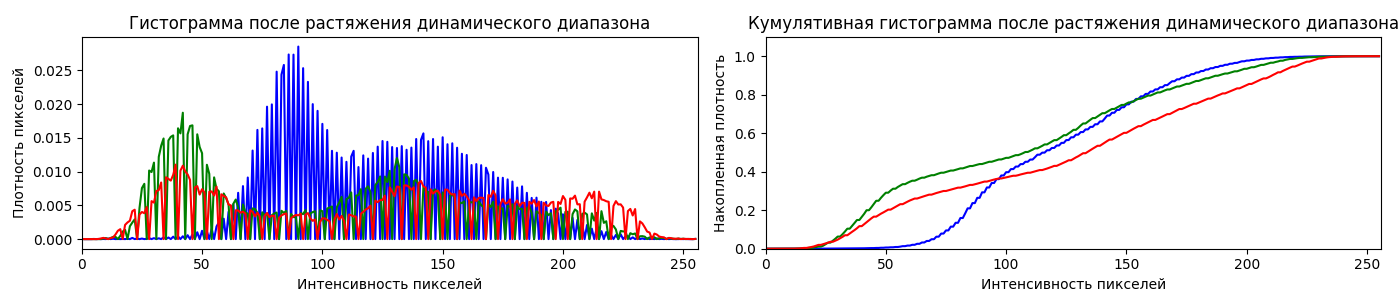 Гистограмма после растяжения динамического диапазона
Плотность пикселей
0.025
0.020
0.015
0.010
0.005
0.000
0 50 100 150 200 250
Интенсивность пикселей
Кумулятивная гистограмма после растяжения динамического диапазона
Накопленная плотность
1.0
0.8
0.6
0.4
0.2
0.0
0 50 100 150 200 250
Интенсивность пикселей